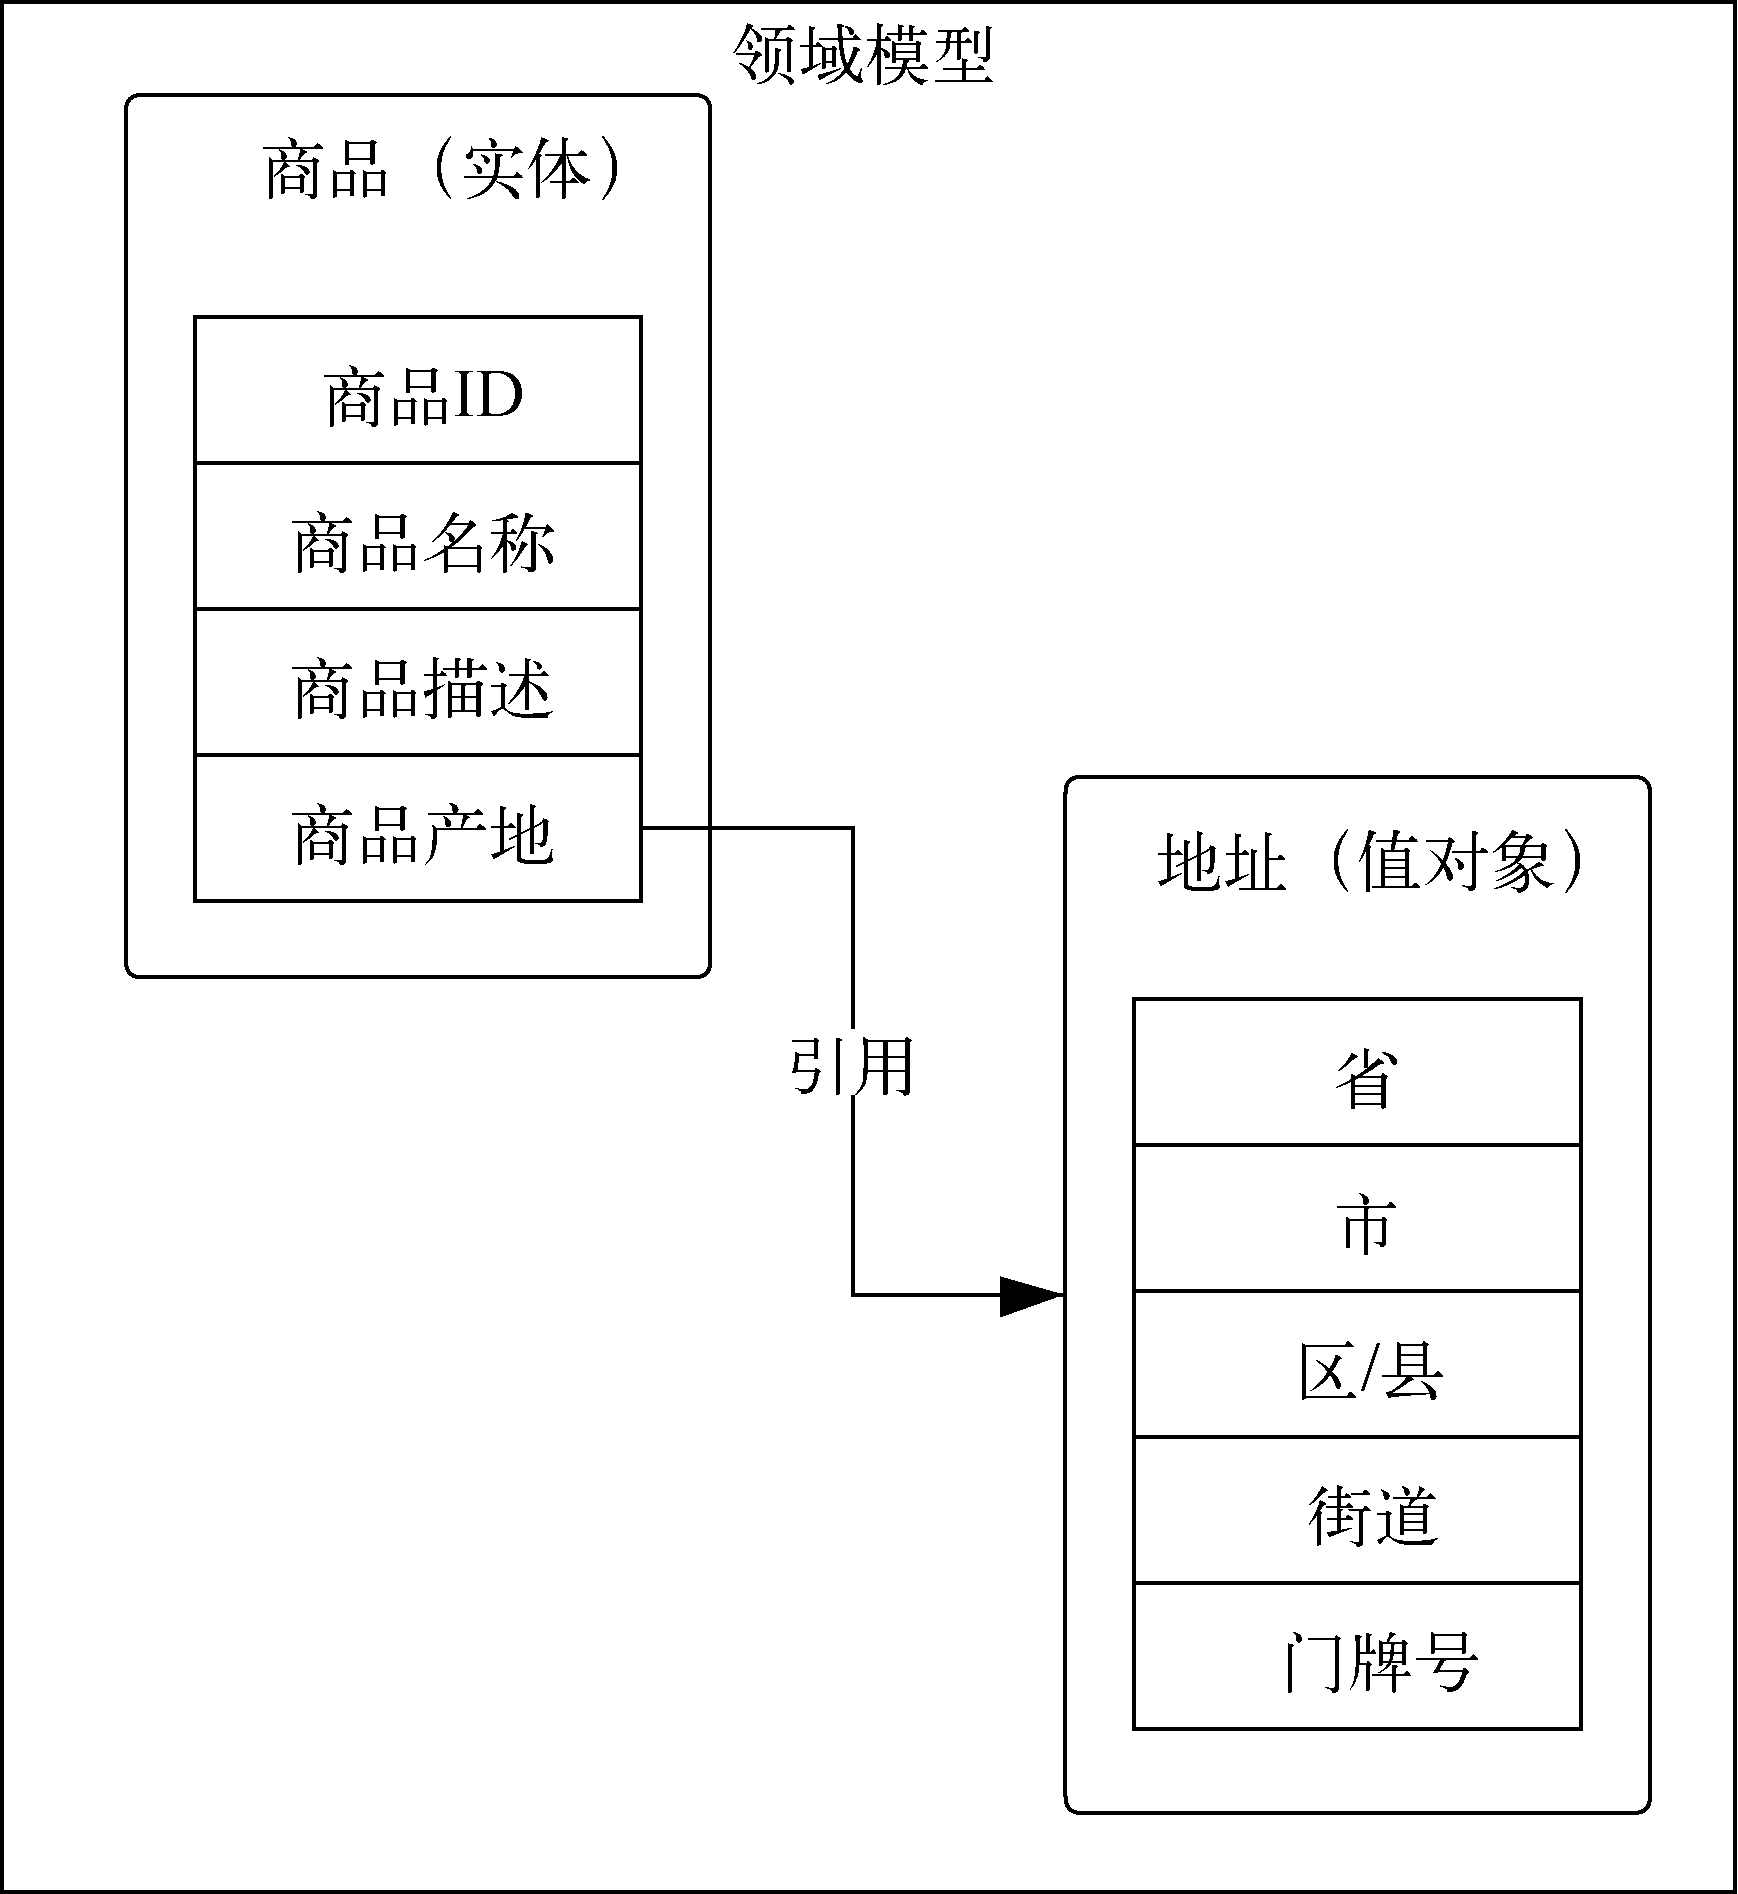 领域模型
商品（实体）
商品ID
商品名称
商品描述
商品产地
引用
地址（值对象）
省
市
区/县
街道
门牌号